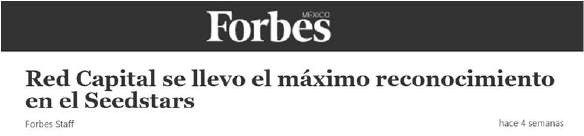 Forbes
MÉXICO
Red Capital se llevo el máximo reconocimiento
en el Seedstars
Forbes Staff
hace 4 semanas